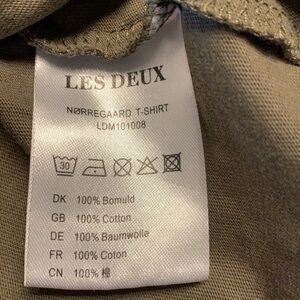 LES DEUX
NØRREGAARD T-SHIRT
LDM101008
30
DK 100% Bomuld
GB 100% Cotton
DE 100% Baumwolle
FR 100% Coton
CN 100% 棉